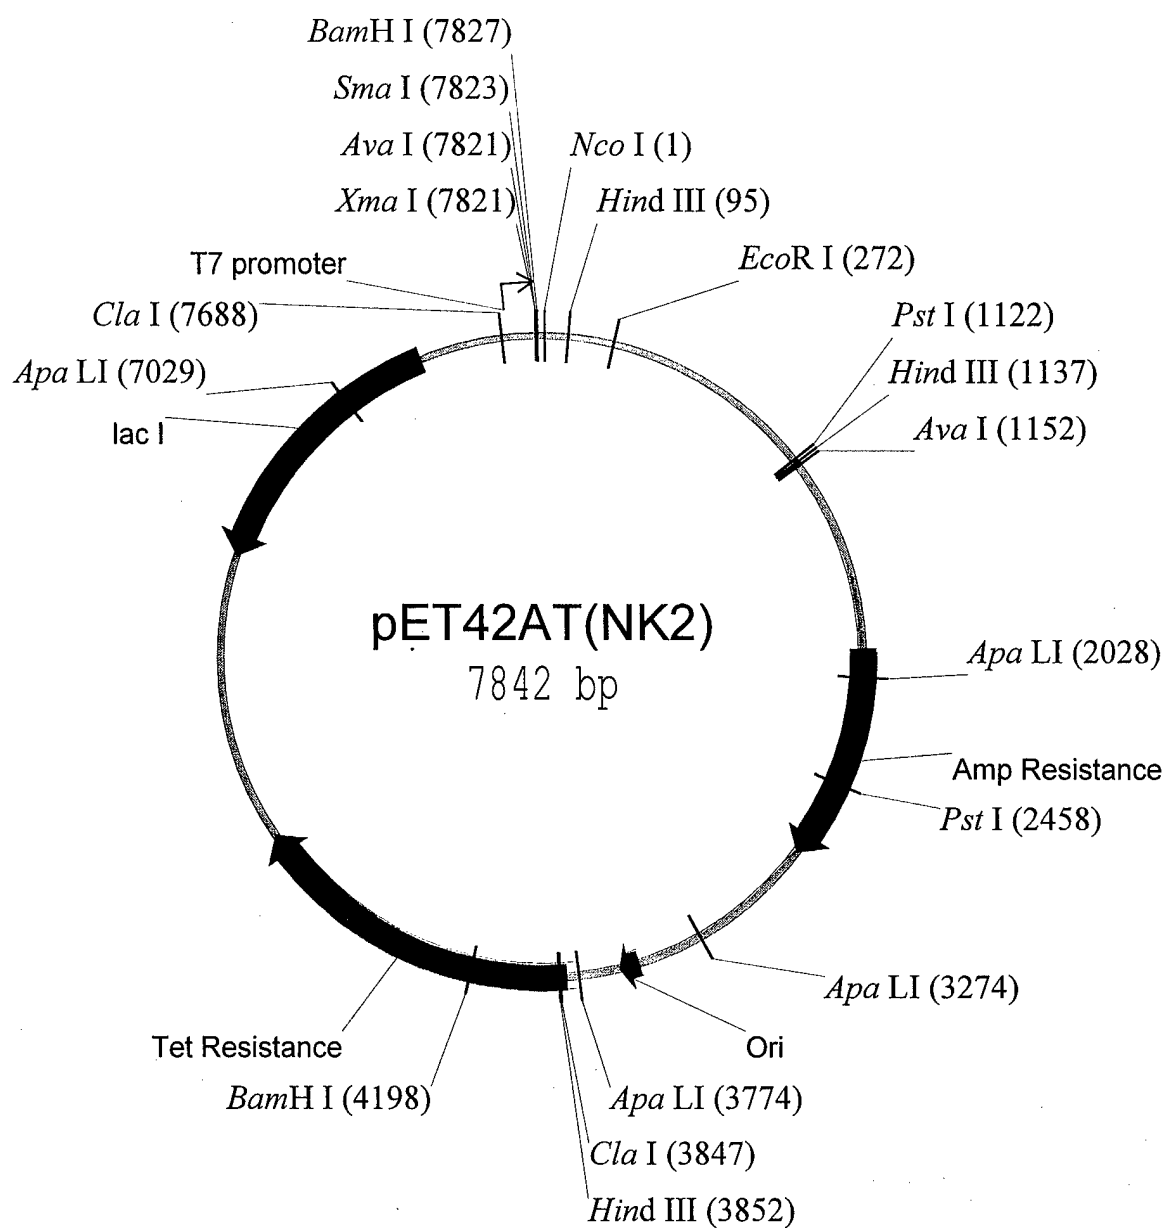 BamH I (7827)
Sma I (7823)
Ava I (7821)
Nco I (1)
Xma I (7821)
Hind III (95)
T7 promoter
EcoR I (272)
Cla I (7688)
Pst I (1122)
Apa LI (7029)
Hind III (1137)
lac I
Ava I (1152)
pET42AT(NK2)
7842 bp
Apa LI (2028)
Amp Resistance
Pst I (2458)
Apa LI (3274)
Tet Resistance
Ori
BamH I (4198)
Apa LI (3774)
Cla I (3847)
Hind III (3852)